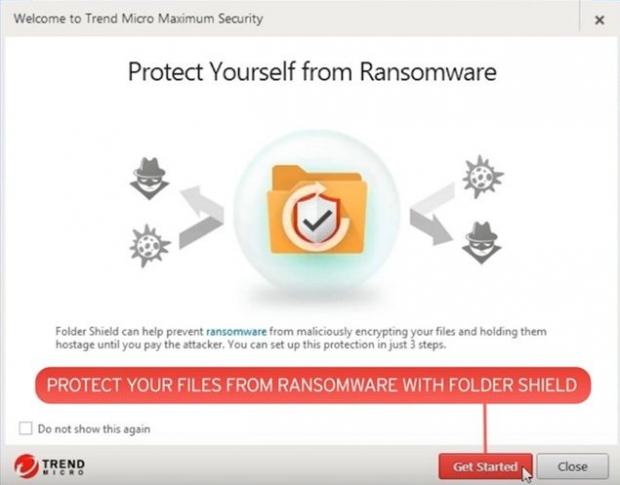 Welcome to Trend Micro Maximum Security
Protect Yourself from Ransomware
Folder Shield can help prevent ransomware from maliciously encrypting your files and holding them
hostage until you pay the attacker. You can set up this protection in just 3 steps.
PROTECT YOUR FILES FROM RANSOMWARE WITH FOLDER SHIELD
Do not show this again
TREND
MICRO
Get Started
Close